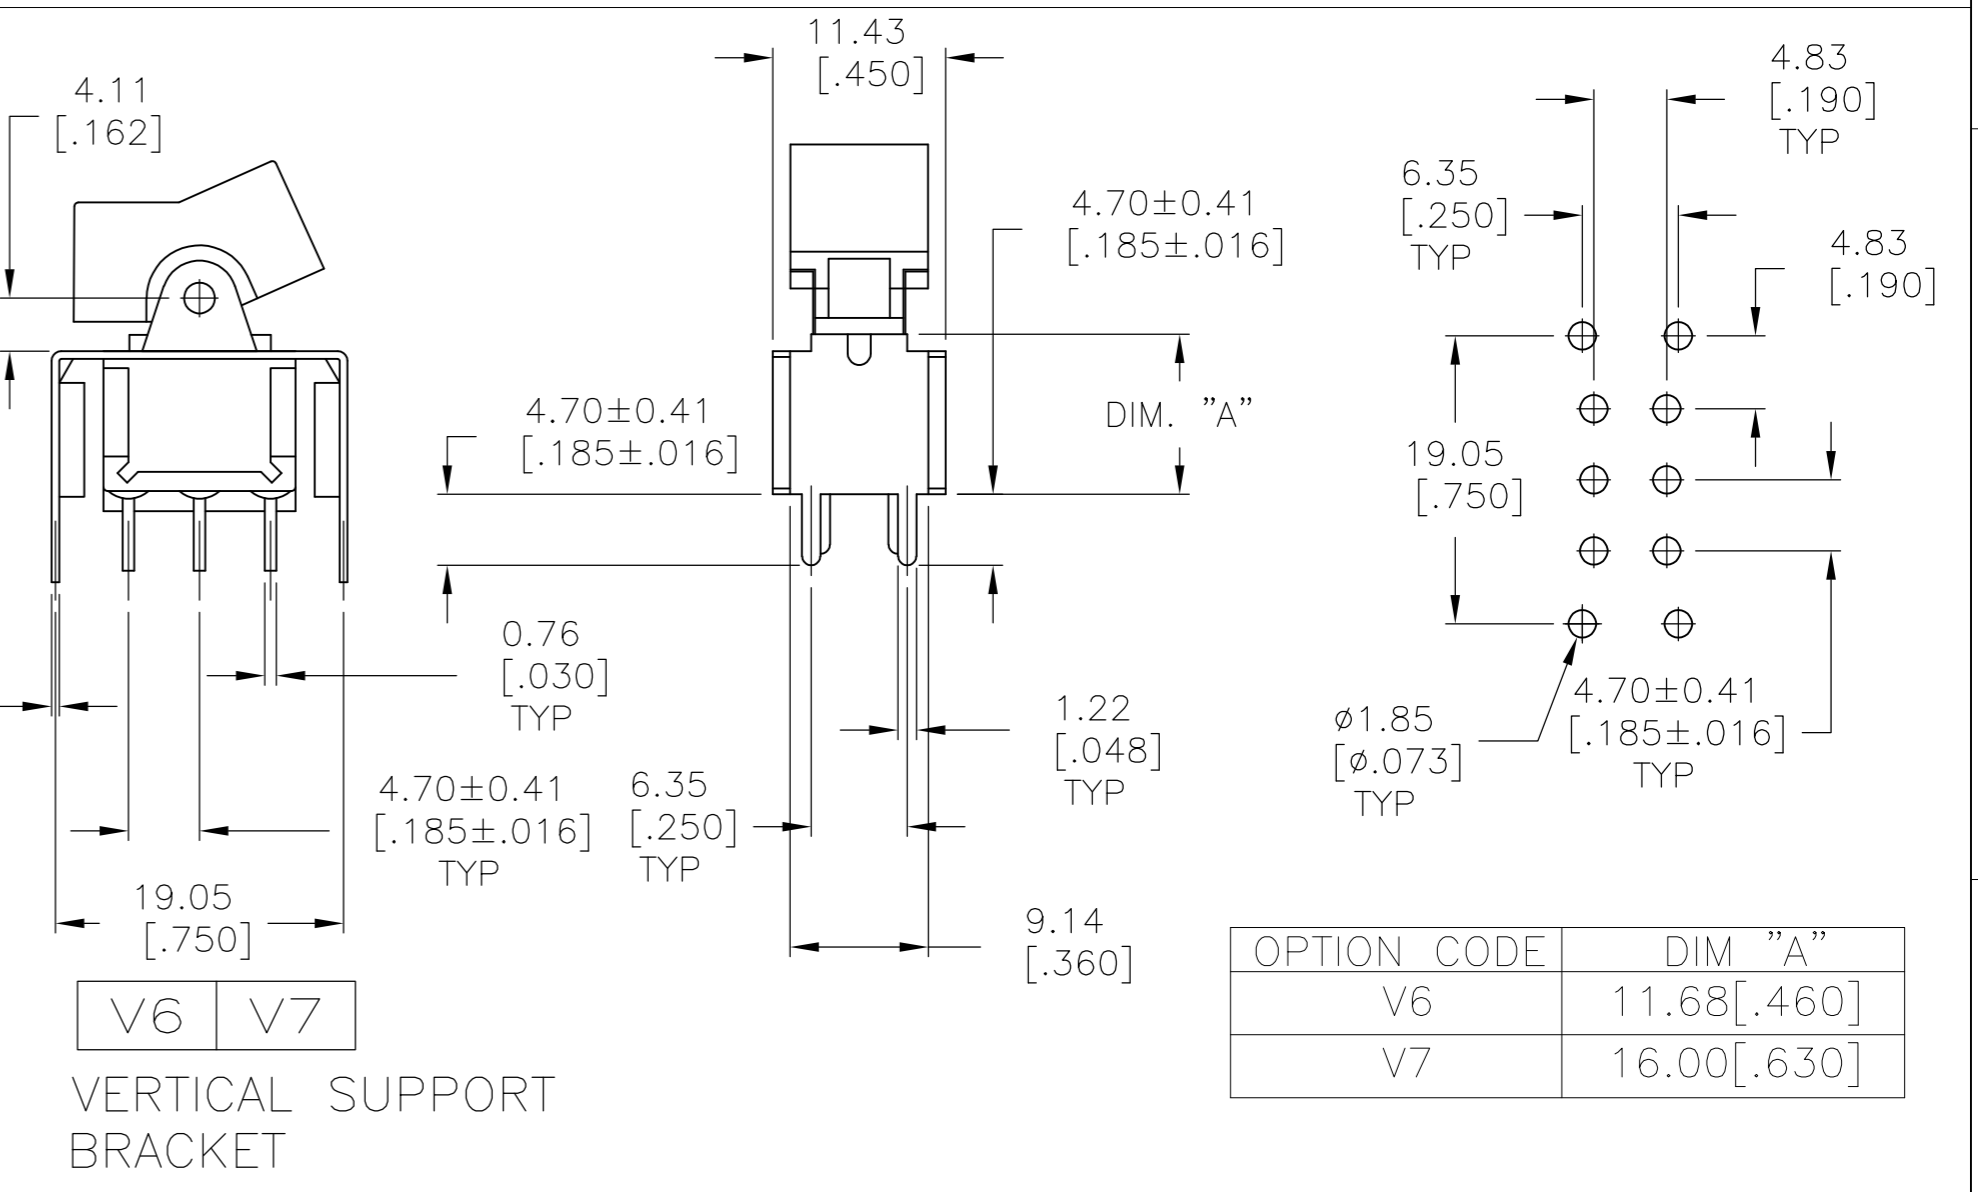 4.11
[.162]
11.43
[.450]
4.70±0.41
[.185±.016]
4.70±0.41
[.185±.016]
DIM. ”A”
0.76
[.030]
TYP
4.70±0.41
[.185±.016]
TYP
19.05
[.750]
6.35
[.250]
TYP
1.22
[.048]
TYP
9.14
[.360]
4.83
[.190]
TYP
6.35
[.250]
TYP
4.83
[.190]
19.05
[.750]
ø1.85
[ø.073]
TYP
4.70±0.41
[.185±.016]
TYP
V6 V7
VERTICAL SUPPORT
BRACKET
OPTION CODE DIM ”A”
V6 11.68[.460]
V7 16.00[.630]